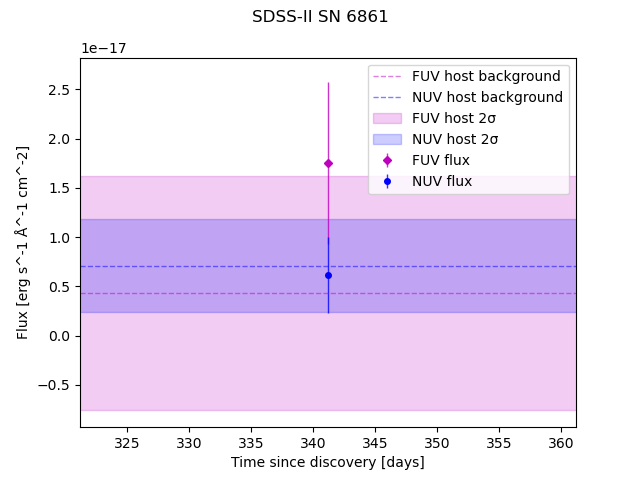 SDSS-II SN 6861
1e−17
FUV host background
NUV host background
FUV host 2σ
NUV host 2σ
FUV flux
NUV flux
2.5
2.0
1.5
1.0
0.5
0.0
−0.5
Flux [erg s^-1 Å^-1 cm^-2]
325 330 335 340 345 350 355 360
Time since discovery [days]